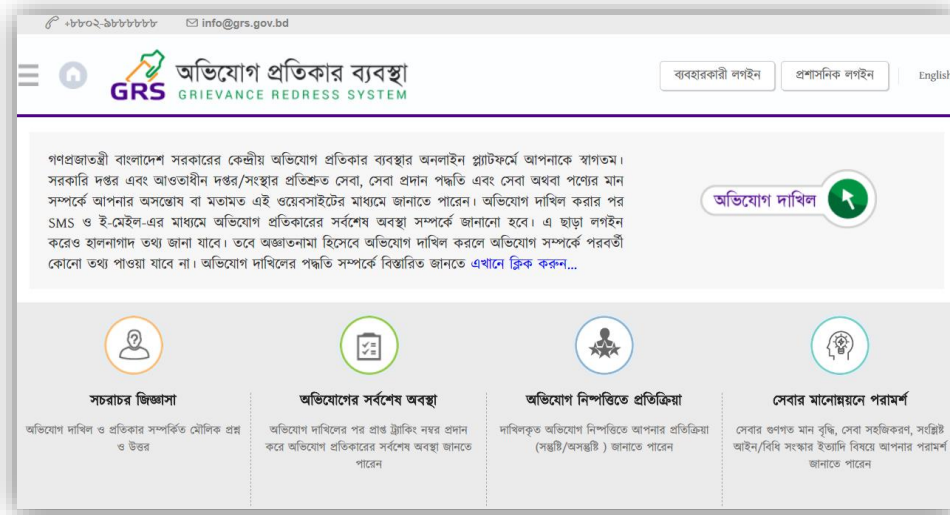 +৮৮০২-৯৮৮৮৮৮৮ info@grs.gov.bd
GRS
অভিযোগ প্রতিকার ব্যবস্থা
GRIEVANCE REDRESS SYSTEM
ব্যবহারকারী লগইন প্রশাসনিক লগইন English
গণপ্রজাতন্ত্রী বাংলাদেশ সরকারের কেন্দ্রীয় অভিযোগ প্রতিকার ব্যবস্থার অনলাইন প্ল্যাটফর্মে আপনাকে স্বাগতম।
সরকারি দপ্তর এবং আওতাধীন দপ্তর/সংস্থার প্রতিশ্রুত সেবা, সেবা প্রদান পদ্ধতি এবং সেবা অথবা পণ্যের মান
সম্পর্কে আপনার অসন্তোষ বা মতামত এই ওয়েবসাইটের মাধ্যমে জানাতে পারেন। অভিযোগ দাখিল করার পর
SMS ও ই-মেইল-এর মাধ্যমে অভিযোগ প্রতিকারের সর্বশেষ অবস্থা সম্পর্কে জানানো হবে। এ ছাড়া লগইন
করেও হালনাগাদ তথ্য জানা যাবে। তবে অজ্ঞাতনামা হিসেবে অভিযোগ দাখিল করলে অভিযোগ সম্পর্কে পরবর্তী
কোনো তথ্য পাওয়া যাবে না। অভিযোগ দাখিলের পদ্ধতি সম্পর্কে বিস্তারিত জানতে এখানে ক্লিক করুন...
অভিযোগ দাখিল
সচরাচর জিজ্ঞাসা
অভিযোগ দাখিল ও প্রতিকার সম্পর্কিত মৌলিক প্রশ্ন
ও উত্তর
অভিযোগের সর্বশেষ অবস্থা
অভিযোগ দাখিলের পর প্রাপ্ত ট্র্যাকিং নম্বর প্রদান
করে অভিযোগ প্রতিকারের সর্বশেষ অবস্থা জানতে
পারেন
অভিযোগ নিষ্পত্তিতে প্রতিক্রিয়া
দাখিলকৃত অভিযোগ নিষ্পত্তিতে আপনার প্রতিক্রিয়া
(সন্তুষ্টি/অসন্তুষ্টি ) জানাতে পারেন
সেবার মানোন্নয়নে পরামর্শ
সেবার গুণগত মান বৃদ্ধি, সেবা সহজিকরণ, সংশ্লিষ্ট
আইন/বিধি সংস্কার ইত্যাদি বিষয়ে আপনার পরামর্শ
জানাতে পারেন